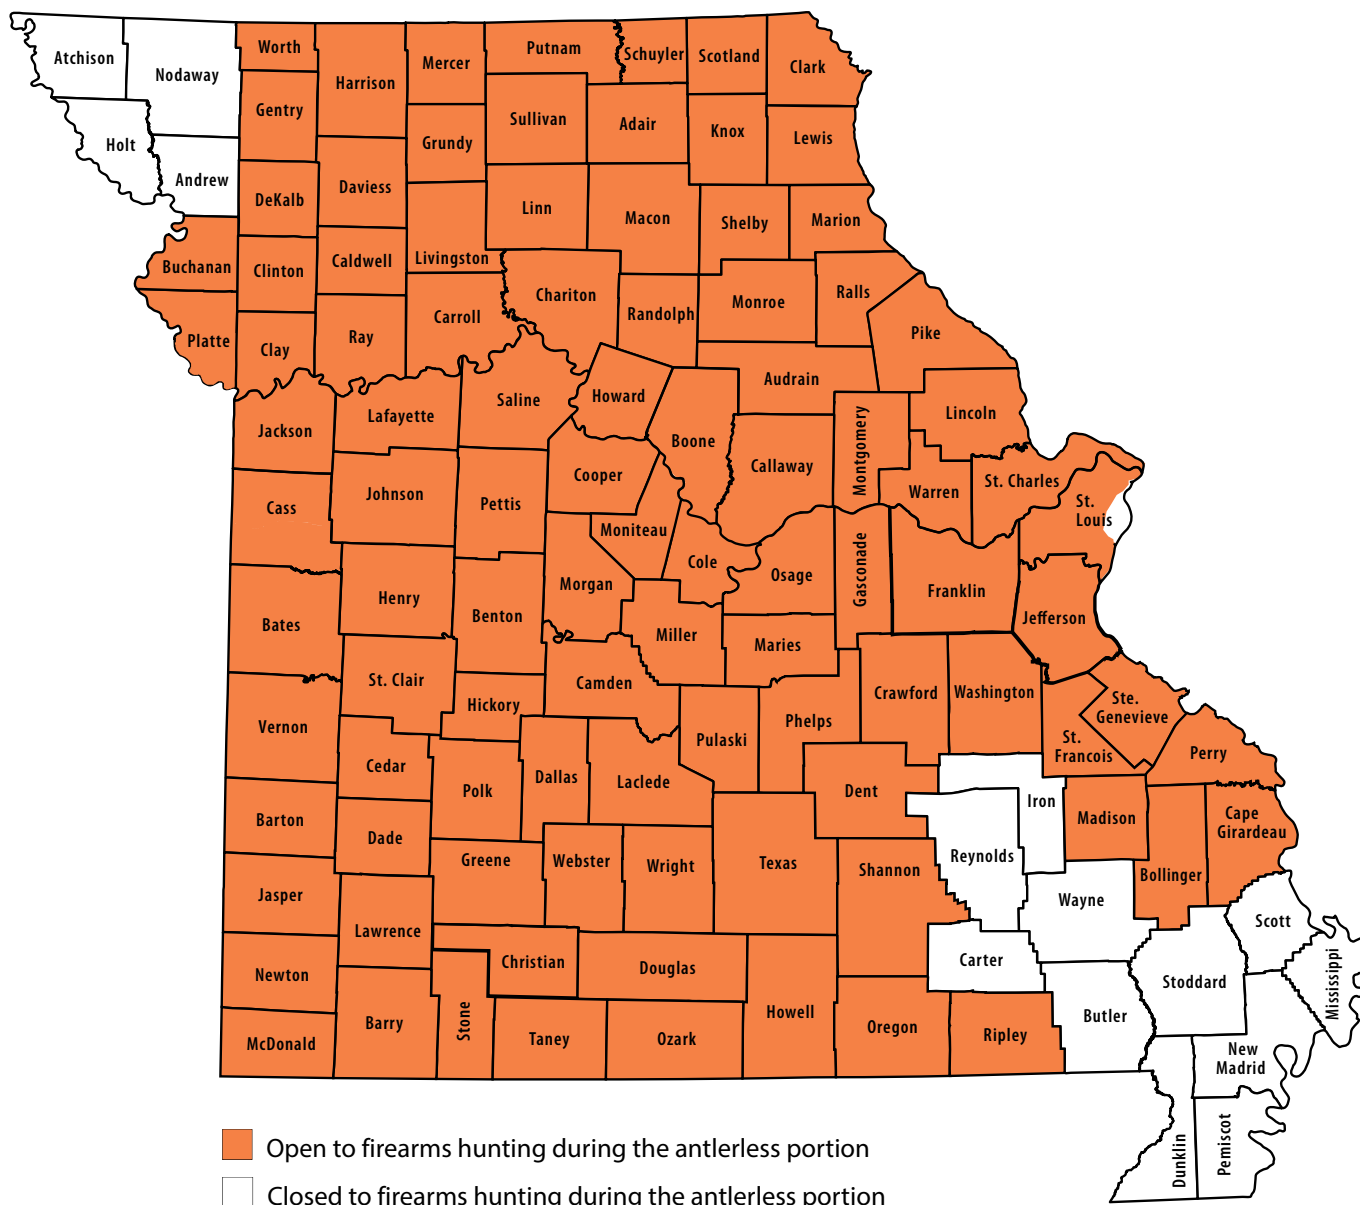 Atchison
Nodaway
Worth
Harrison
Mercer
Putnam
Schuyler
Scotland
Clark
Gentry
Sullivan
Adair
Knox
Lewis
Holt
Andrew
DeKalb
Daviess
Grundy
Linn
Macon
Shelby
Marion
Buchanan
Clinton
Caldwell
Livingston
Chariton
Randolph
Monroe
Ralls
Pike
Platte
Clay
Ray
Carroll
Saline
Howard
Audrain
Lincoln
Jackson
Lafayette
Boone
Callaway
Montgomery
Warren
St. Charles
St.
Louis
Cass
Johnson
Pettis
Cooper
Moniteau
Cole
Osage
Gasconade
Franklin
Jefferson
Bates
Henry
Benton
Morgan
Miller
Maries
Vernon
St. Clair
Hickory
Camden
Pulaski
Phelps
Crawford
Washington
St.
Francois
Ste.
Genevieve
Perry
Cedar
Polk
Dallas
Laclede
Dent
Iron
Madison
Cape
Girardeau
Barton
Dade
Greene
Webster
Wright
Texas
Shannon
Reynolds
Bollinger
Jasper
Lawrence
Wayne
Scott
Mississippi
Newton
Christian
Douglas
Carter
Stoddard
McDonald
Barry
Stone
Taney
Ozark
Howell
Oregon
Ripley
Butler
New
Madrid
Dunklin
Pemiscot
Open to firearms hunting during the antlerless portion
Closed to firearms hunting during the antlerless portion